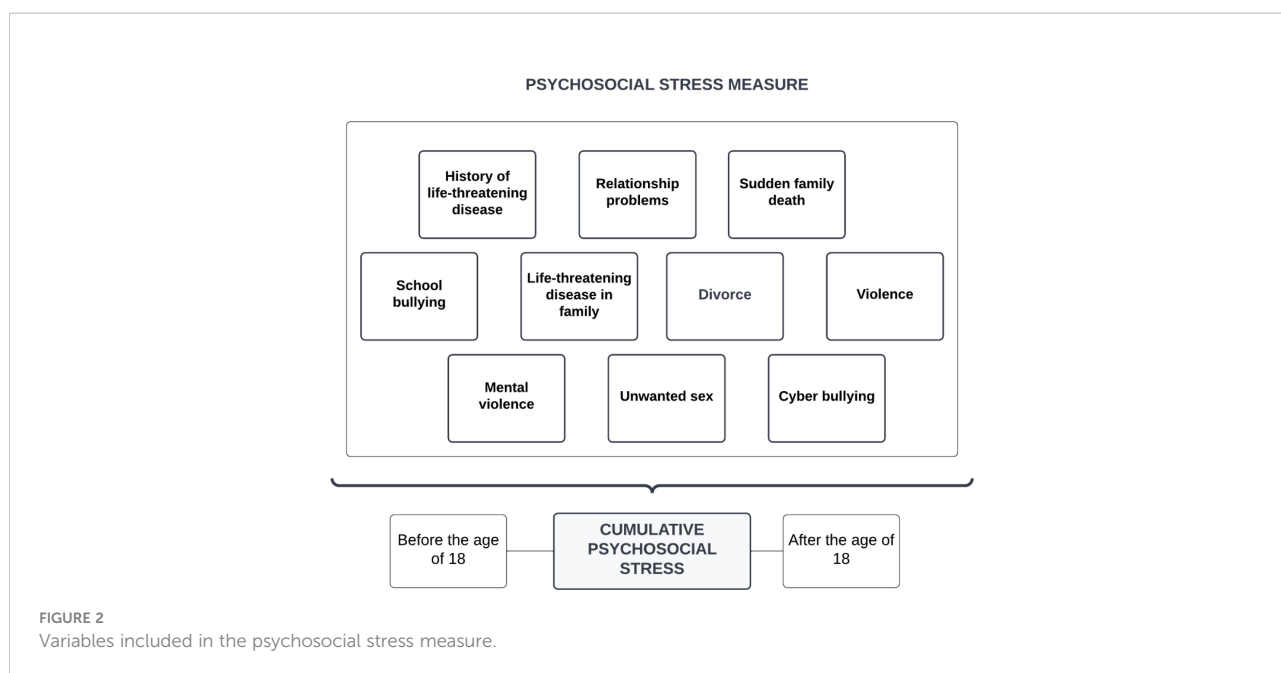 PSYCHOSOCIAL STRESS MEASURE
History of
life-threatening
disease
Relationship
problems
Sudden family
death
School
bullying
Life-threatening
disease in
family
Divorce
Violence
Mental
violence
Unwanted sex
Cyber bullying
Before the age
of 18
CUMULATIVE
PSYCHOSOCIAL
STRESS
After the age of
18
FIGURE 2
Variables included in the psychosocial stress measure.